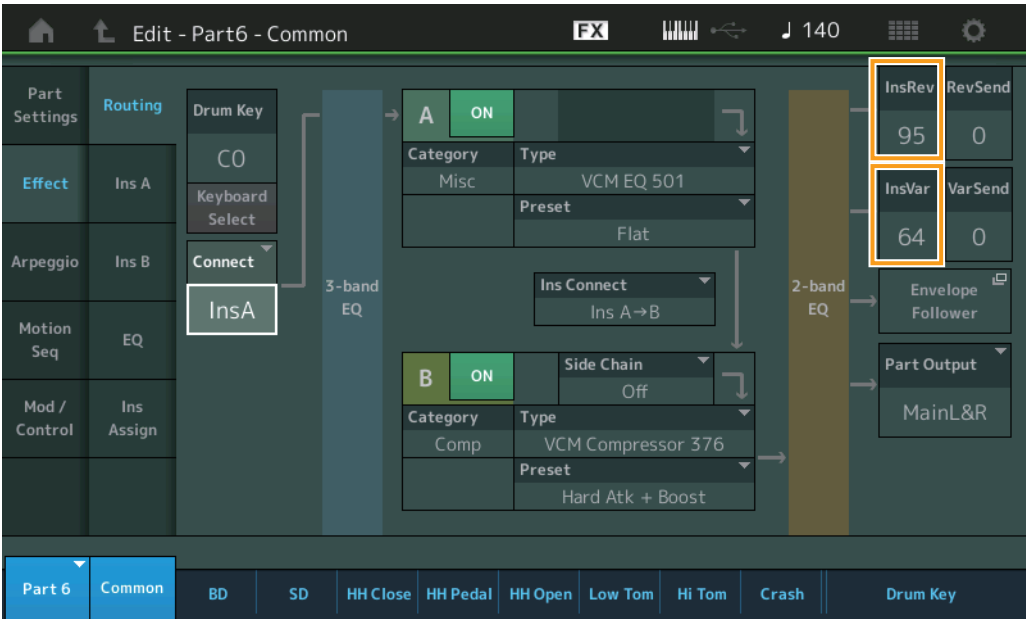 Edit - Part6 - Common
FX
♩ 140
Part
Settings
Effect
Arpeggio
Motion
Seq
Mod /
Control
Routing
Ins A
Ins B
EQ
Ins
Assign
Drum Key
C0
Keyboard
Select
Connect
InsA
3-band
EQ
A
ON
Category
Misc
Type
VCM EQ 501
Preset
Flat
Ins Connect
Ins A→B
B
ON
Side Chain
Off
Category
Comp
Type
VCM Compressor 376
Preset
Hard Atk + Boost
2-band
EQ
InsRev
95
RevSend
0
InsVar
64
VarSend
0
Envelope
Follower
Part Output
MainL&R
Part 6
Common
BD
SD
HH Close
HH Pedal
HH Open
Low Tom
Hi Tom
Crash
Drum Key